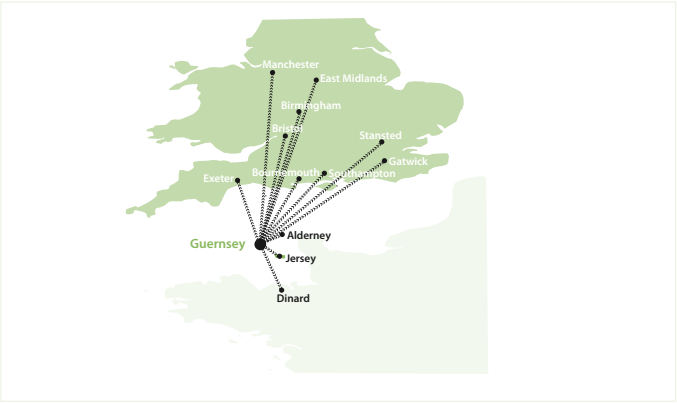 Manchester
East Midlands
Birmingham
Bristol
Stansted
Gatwick
Bournemouth
Southampton
Exeter
Alderney
Guernsey
Jersey
Dinard